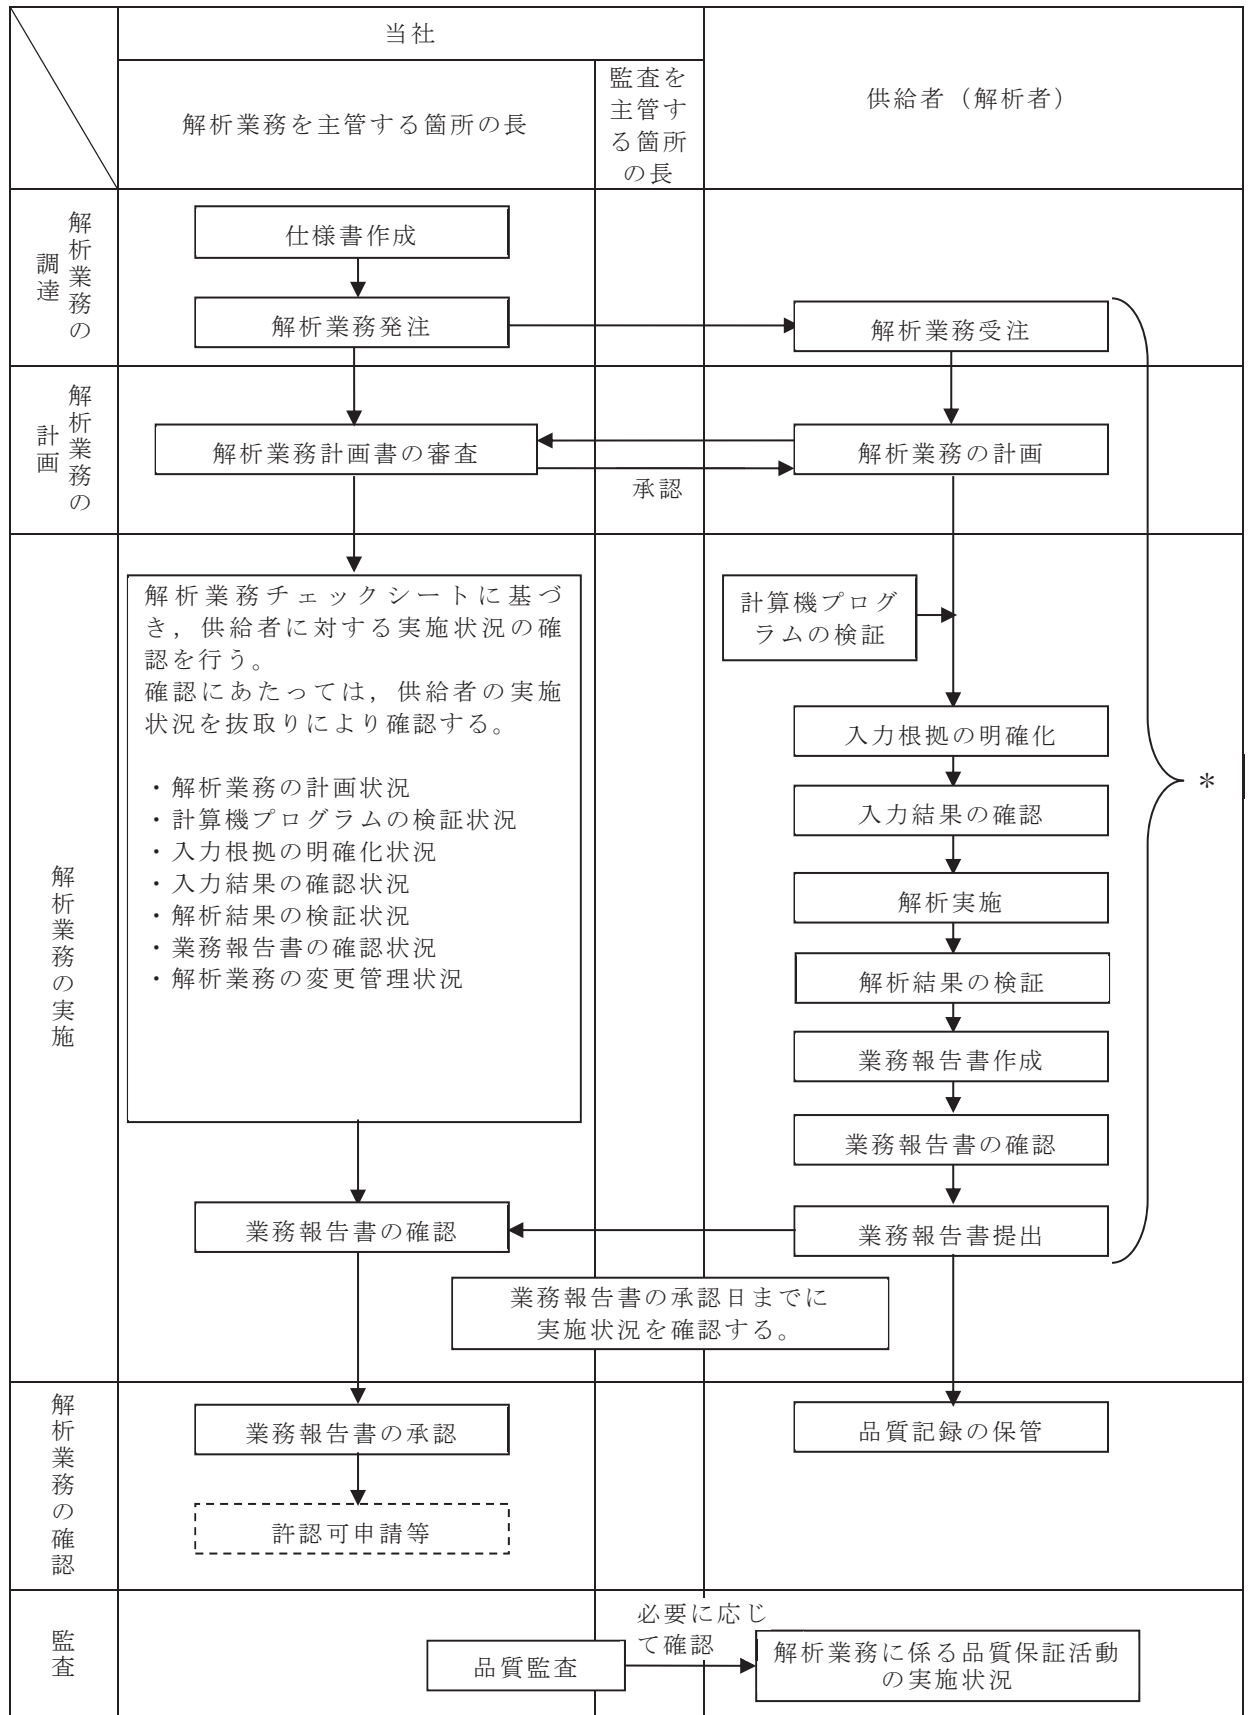 当社
供給者（解析者）
解析業務を主管する箇所の長
監査を
主管す
る箇所
の長
解析業務の
調達
仕様書作成
解析業務発注
解析業務受注
解析業務の
計画
解析業務計画書の審査
解析業務の計画
承認
解析業務の実施
解析業務チェックシートに基づ
き，供給者に対する実施状況の確
認を行う。
確認にあたっては，供給者の実施
状況を抜取りにより確認する。
・解析業務の計画状況
・計算機プログラムの検証状況
・入力根拠の明確化状況
・入力結果の確認状況
・解析結果の検証状況
・業務報告書の確認状況
・解析業務の変更管理状況
計算機プログ
ラムの検証
入力根拠の明確化
入力結果の確認
＊
解析実施
解析結果の検証
業務報告書作成
業務報告書の確認
業務報告書の確認
業務報告書提出
業務報告書の承認日までに
実施状況を確認する。
解析業務の確認
業務報告書の承認
品質記録の保管
許認可申請等
監査
品質監査
必要に応じ
て確認
解析業務に係る品質保証活動
の実施状況